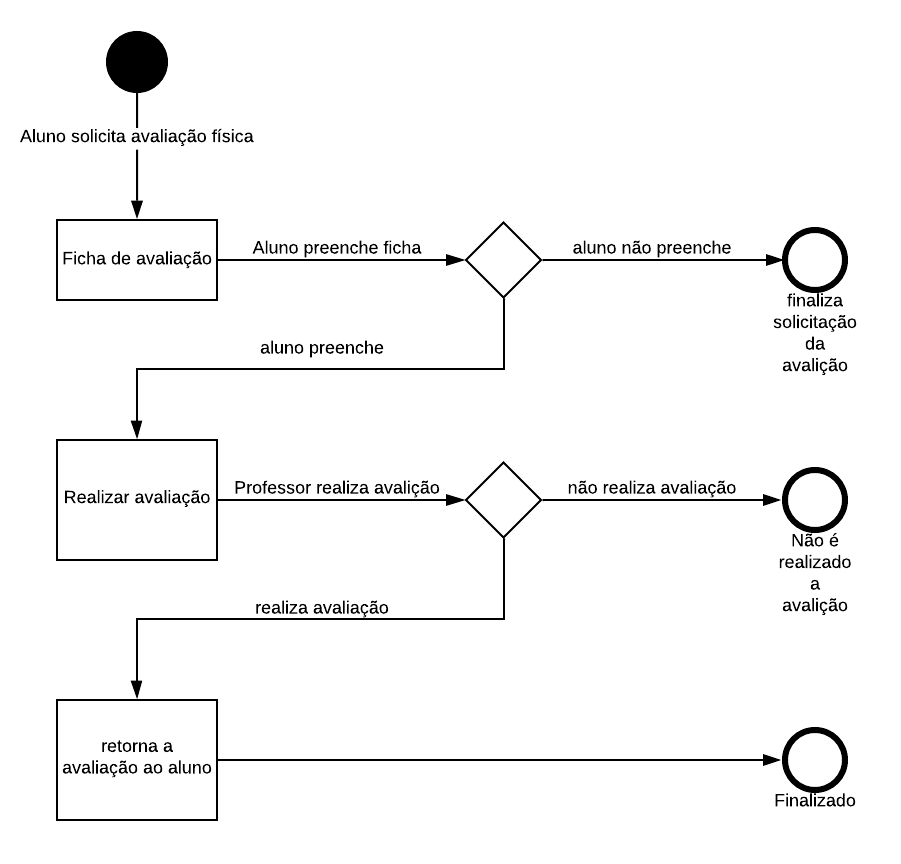 Aluno solicita avaliação física
Ficha de avaliação
Aluno preenche ficha
aluno não preenche
finaliza
solicitação
da
avalição
aluno preenche
Realizar avaliação
Professor realiza avalição
não realiza avaliação
Não é
realizado
a
avalição
realiza avaliação
retorna a
avaliação ao aluno
Finalizado